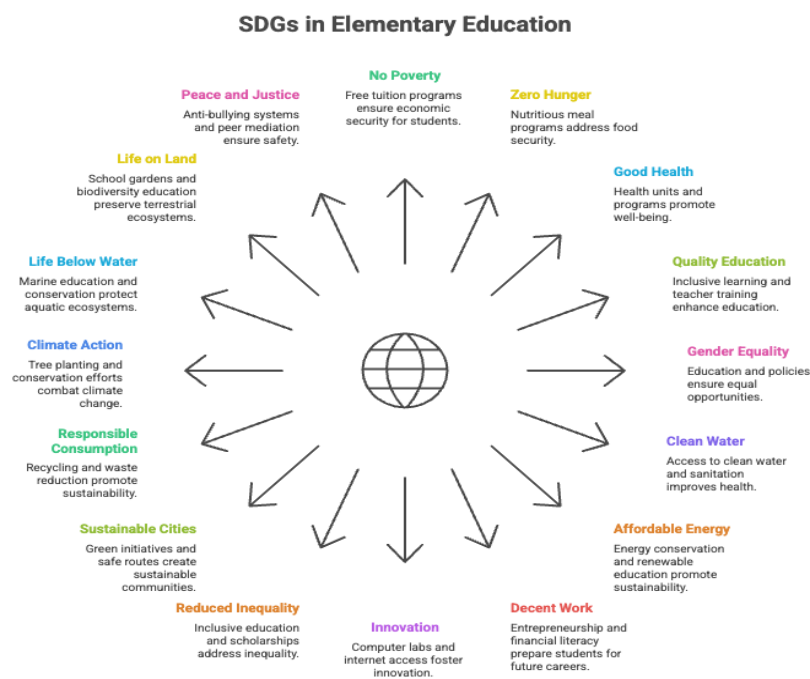 SDGs in Elementary Education
No Poverty
Free tuition programs
ensure economic
security for students.
Zero Hunger
Nutritious meal
programs address food
security.
Good Health
Health units and
programs promote
well-being.
Quality Education
Inclusive learning and
teacher training
enhance education.
Gender Equality
Education and policies
ensure equal
opportunities.
Clean Water
Access to clean water
and sanitation
improves health.
Affordable Energy
Energy conservation
and renewable
education promote
sustainability.
Decent Work
Entrepreneurship and
financial literacy
prepare students for
future careers.
Innovation
Computer labs and
internet access foster
innovation.
Reduced Inequality
Inclusive education
and scholarships
address inequality.
Sustainable Cities
Green initiatives and
safe routes create
sustainable
communities.
Responsible
Consumption
Recycling and waste
reduction promote
sustainability.
Climate Action
Tree planting and
conservation efforts
combat climate
change.
Life Below Water
Marine education and
conservation protect
aquatic ecosystems.
Life on Land
School gardens and
biodiversity education
preserve terrestrial
ecosystems.
Peace and Justice
Anti-bullying systems
and peer mediation
ensure safety.